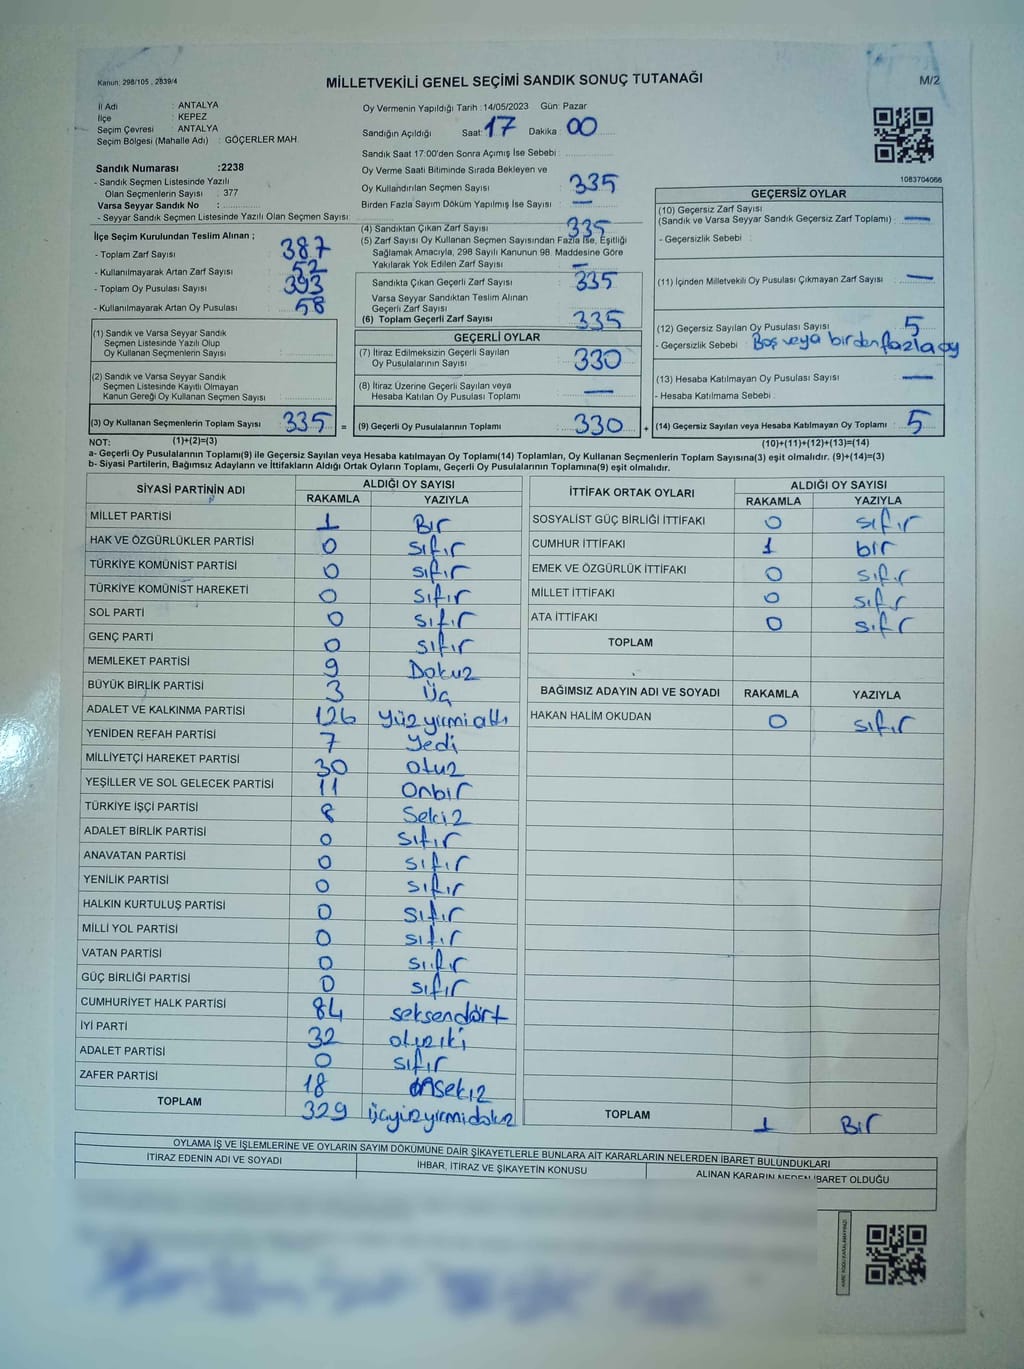 Kanun: 298/105 , 2839/4
MİLLETVEKİLİ GENEL SEÇİMİ SANDIK SONUÇ TUTANAĞI
M/2
İl Adı : ANTALYA
İlçe : KEPEZ
Seçim Çevresi : ANTALYA
Seçim Bölgesi (Mahalle Adı) : GÖÇERLER MAH.
Oy Vermenin Yapıldığı Tarih :14/05/2023 Gün: Pazar
Sandığın Açıldığı Saat: 17 Dakika : 00
Sandık Saat 17:00'den Sonra Açımış İse Sebebi :
Sandık Numarası :2238
- Sandık Seçmen Listesinde Yazılı
Olan Seçmenlerin Sayısı : 377
Varsa Seyyar Sandık No :
- Seyyar Sandık Seçmen Listesinde Yazılı Olan Seçmen Sayısı:
Oy Verme Saati Bitiminde Sırada Bekleyen ve
Oy Kullandırılan Seçmen Sayısı : 335
Birden Fazla Sayım Döküm Yapılmış İse Sayısı : —
1083704066
İlçe Seçim Kurulundan Teslim Alınan ;
- Toplam Zarf Sayısı : 387
- Kullanılmayarak Artan Zarf Sayısı : 52
- Toplam Oy Pusulası Sayısı : 393
- Kullanılmayarak Artan Oy Pusulası : 58
(1) Sandık ve Varsa Seyyar Sandık
Seçmen Listesinde Yazılı Olup
Oy Kullanan Seçmenlerin Sayısı :
(2) Sandık ve Varsa Seyyar Sandık
Seçmen Listesinde Kayıtlı Olmayan
Kanun Gereği Oy Kullanan Seçmen Sayısı :
(3) Oy Kullanan Seçmenlerin Toplam Sayısı : 335 =
(4) Sandıktan Çıkan Zarf Sayısı : 335
(5) Zarf Sayısı Oy Kullanan Seçmen Sayısından Fazla İse, Eşitliği
Sağlamak Amacıyla, 298 Sayılı Kanunun 98. Maddesine Göre
Yakılarak Yok Edilen Zarf Sayısı : —
Sandıkta Çıkan Geçerli Zarf Sayısı : 335
Varsa Seyyar Sandıktan Teslim Alınan
Geçerli Zarf Sayısı :
(6) Toplam Geçerli Zarf Sayısı : 335
GEÇERLİ OYLAR
(7) İtiraz Edilmeksizin Geçerli Sayılan
Oy Pusulalarının Sayısı : 330
(8) İtiraz Üzerine Geçerli Sayılan veya
Hesaba Katılan Oy Pusulası Toplamı : —
(9) Geçerli Oy Pusulalarının Toplamı : 330 +
GEÇERSİZ OYLAR
(10) Geçersiz Zarf Sayısı
(Sandık ve Varsa Seyyar Sandık Geçersiz Zarf Toplamı) : —
- Geçersizlik Sebebi :
(11) İçinden Milletvekili Oy Pusulası Çıkmayan Zarf Sayısı : —
(12) Geçersiz Sayılan Oy Pusulası Sayısı : 5
- Geçersizlik Sebebi : Boş veya birden fazla oy
(13) Hesaba Katılmayan Oy Pusulası Sayısı : —
- Hesaba Katılmama Sebebi :
(14) Geçersiz Sayılan veya Hesaba Katılmayan Oy Toplamı : 5
NOT: (1)+(2)=(3)
(10)+(11)+(12)+(13)=(14)
a- Geçerli Oy Pusulalarının Toplamı(9) ile Geçersiz Sayılan veya Hesaba katılmayan Oy Toplamı(14) Toplamları, Oy Kullanan Seçmenlerin Toplam Sayısına(3) eşit olmalıdır. (9)+(14)=(3)
b- Siyasi Partilerin, Bağımsız Adayların ve İttifakların Aldığı Ortak Oyların Toplamı, Geçerli Oy Pusulalarının Toplamına(9) eşit olmalıdır.
SİYASİ PARTİNİN ADI ALDIĞI OY SAYISI
RAKAMLA YAZIYLA
MİLLET PARTİSİ 1 Bir
HAK VE ÖZGÜRLÜKLER PARTİSİ 0 sıfır
TÜRKİYE KOMÜNİST PARTİSİ 0 sıfır
TÜRKİYE KOMÜNİST HAREKETİ 0 sıfır
SOL PARTİ 0 sıfır
GENÇ PARTİ 0 sıfır
MEMLEKET PARTİSİ 9 Dokuz
BÜYÜK BİRLİK PARTİSİ 3 Üç
ADALET VE KALKINMA PARTİSİ 126 yüzyirmialtı
YENİDEN REFAH PARTİSİ 7 Yedi
MİLLİYETÇİ HAREKET PARTİSİ 30 otuz
YEŞİLLER VE SOL GELECEK PARTİSİ 11 Onbir
TÜRKİYE İŞÇİ PARTİSİ 8 Sekiz
ADALET BİRLİK PARTİSİ 0 sıfır
ANAVATAN PARTİSİ 0 sıfır
YENİLİK PARTİSİ 0 sıfır
HALKIN KURTULUŞ PARTİSİ 0 sıfır
MİLLİ YOL PARTİSİ 0 sıfır
VATAN PARTİSİ 0 sıfır
GÜÇ BİRLİĞİ PARTİSİ 0 sıfır
CUMHURİYET HALK PARTİSİ 84 seksendört
İYİ PARTİ 32 otuziki
ADALET PARTİSİ 0 sıfır
ZAFER PARTİSİ 18 onsekiz
TOPLAM 329 üçyüzyirmidokuz
İTTİFAK ORTAK OYLARI ALDIĞI OY SAYISI
RAKAMLA YAZIYLA
SOSYALİST GÜÇ BİRLİĞİ İTTİFAKI 0 sıfır
CUMHUR İTTİFAKI 1 bir
EMEK VE ÖZGÜRLÜK İTTİFAKI 0 sıfır
MİLLET İTTİFAKI 0 sıfır
ATA İTTİFAKI 0 sıfır
TOPLAM
BAĞIMSIZ ADAYIN ADI VE SOYADI RAKAMLA YAZIYLA
HAKAN HALİM OKUDAN 0 sıfır
TOPLAM 1 Bir
OYLAMA İŞ VE İŞLEMLERİNE VE OYLARIN SAYIM DÖKÜMÜNE DAİR ŞİKAYETLERLE BUNLARA AİT KARARLARIN NELERDEN İBARET BULUNDUKLARI
İTİRAZ EDENİN ADI VE SOYADI İHBAR, İTİRAZ VE ŞİKAYETİN KONUSU ALINAN KARARIN NEDEN İBARET OLDUĞU